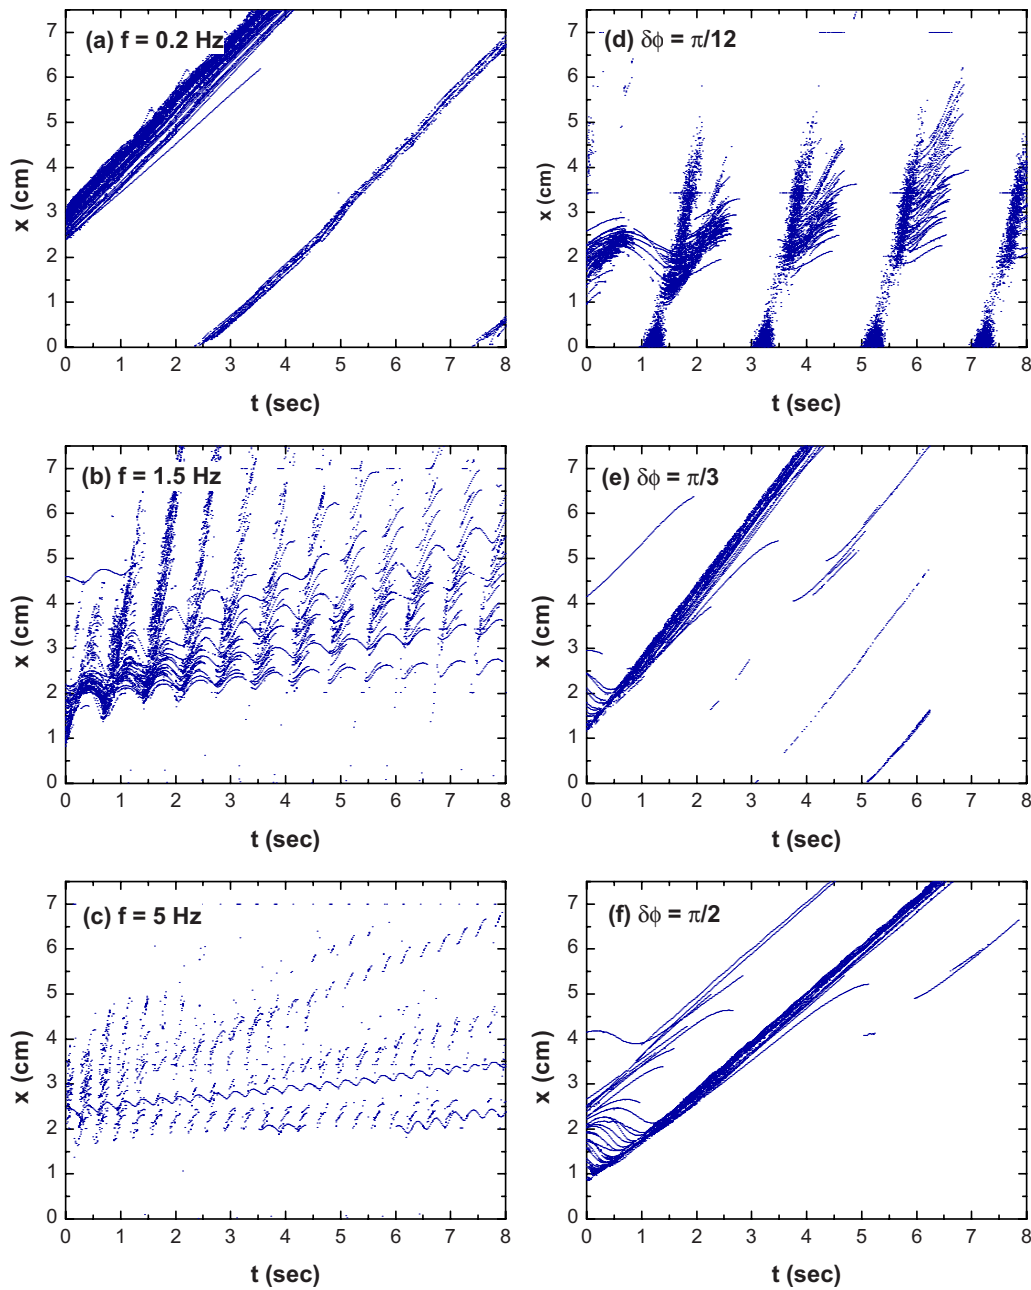 (a) f = 0.2 Hz
x (cm)
7
6
5
4
3
2
1
0
0 1 2 3 4 5 6 7 8
t (sec)
(d) δϕ = π/12
x (cm)
7
6
5
4
3
2
1
0
0 1 2 3 4 5 6 7 8
t (sec)
(b) f = 1.5 Hz
x (cm)
7
6
5
4
3
2
1
0
0 1 2 3 4 5 6 7 8
t (sec)
(e) δϕ = π/3
x (cm)
7
6
5
4
3
2
1
0
0 1 2 3 4 5 6 7 8
t (sec)
(c) f = 5 Hz
x (cm)
7
6
5
4
3
2
1
0
0 1 2 3 4 5 6 7 8
t (sec)
(f) δϕ = π/2
x (cm)
7
6
5
4
3
2
1
0
0 1 2 3 4 5 6 7 8
t (sec)